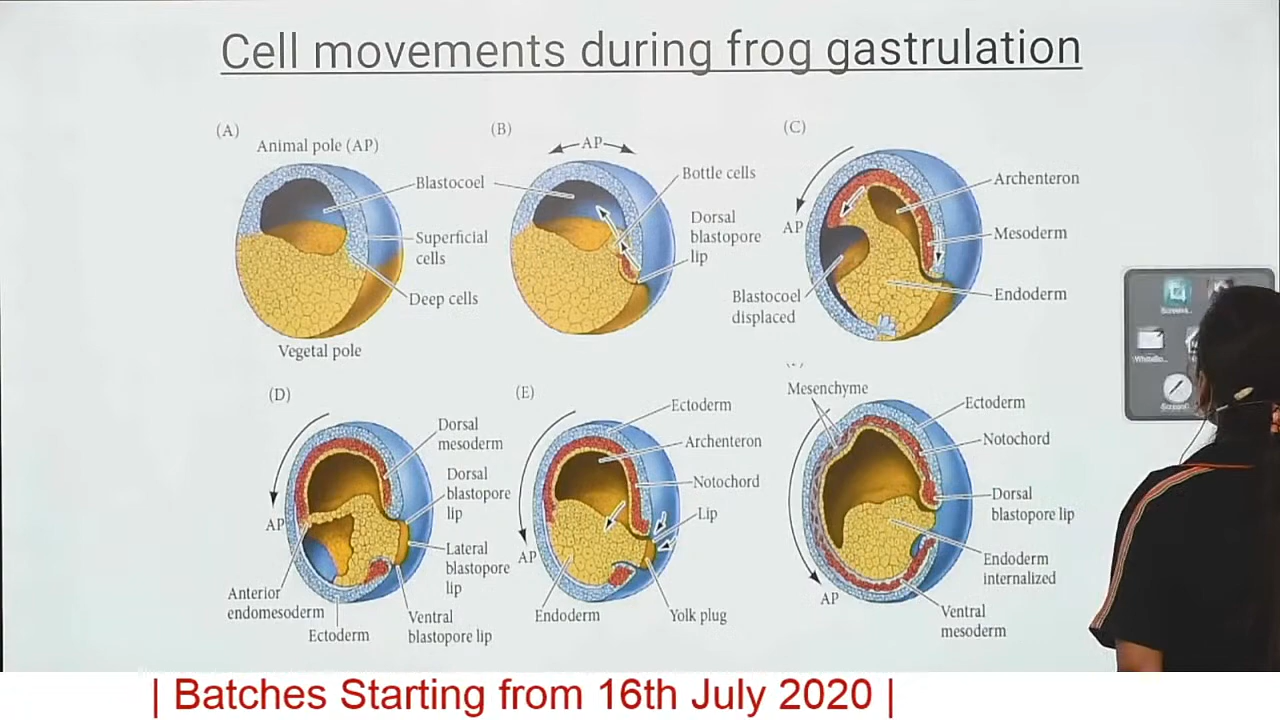 Cell movements during frog gastrulation
(A)
Animal pole (AP)
Blastocoel
Superficial
cells
Deep cells
Vegetal pole
(B)
AP
Bottle cells
Dorsal
blastopore
lip
(C)
AP
Archenteron
Mesoderm
Endoderm
Blastocoel
displaced
(D)
AP
Dorsal
mesoderm
Dorsal
blastopore
lip
Lateral
blastopore
lip
Anterior
endomesoderm
Ectoderm
Ventral
blastopore lip
(E)
AP
Ectoderm
Archenteron
Notochord
Lip
Endoderm
Yolk plug
Mesenchyme
Ectoderm
Notochord
Dorsal
blastopore lip
Endoderm
internalized
AP
Ventral
mesoderm
| Batches Starting from 16th July 2020 |